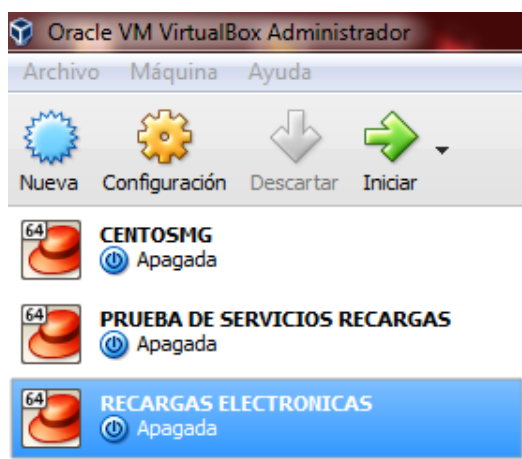 Oracle VM VirtualBox Administrador
Archivo Máquina Ayuda
Nueva Configuración Descartar Iniciar
64 CENTOSMG
Apagada
64 PRUEBA DE SERVICIOS RECARGAS
Apagada
64 RECARGAS ELECTRONICAS
Apagada